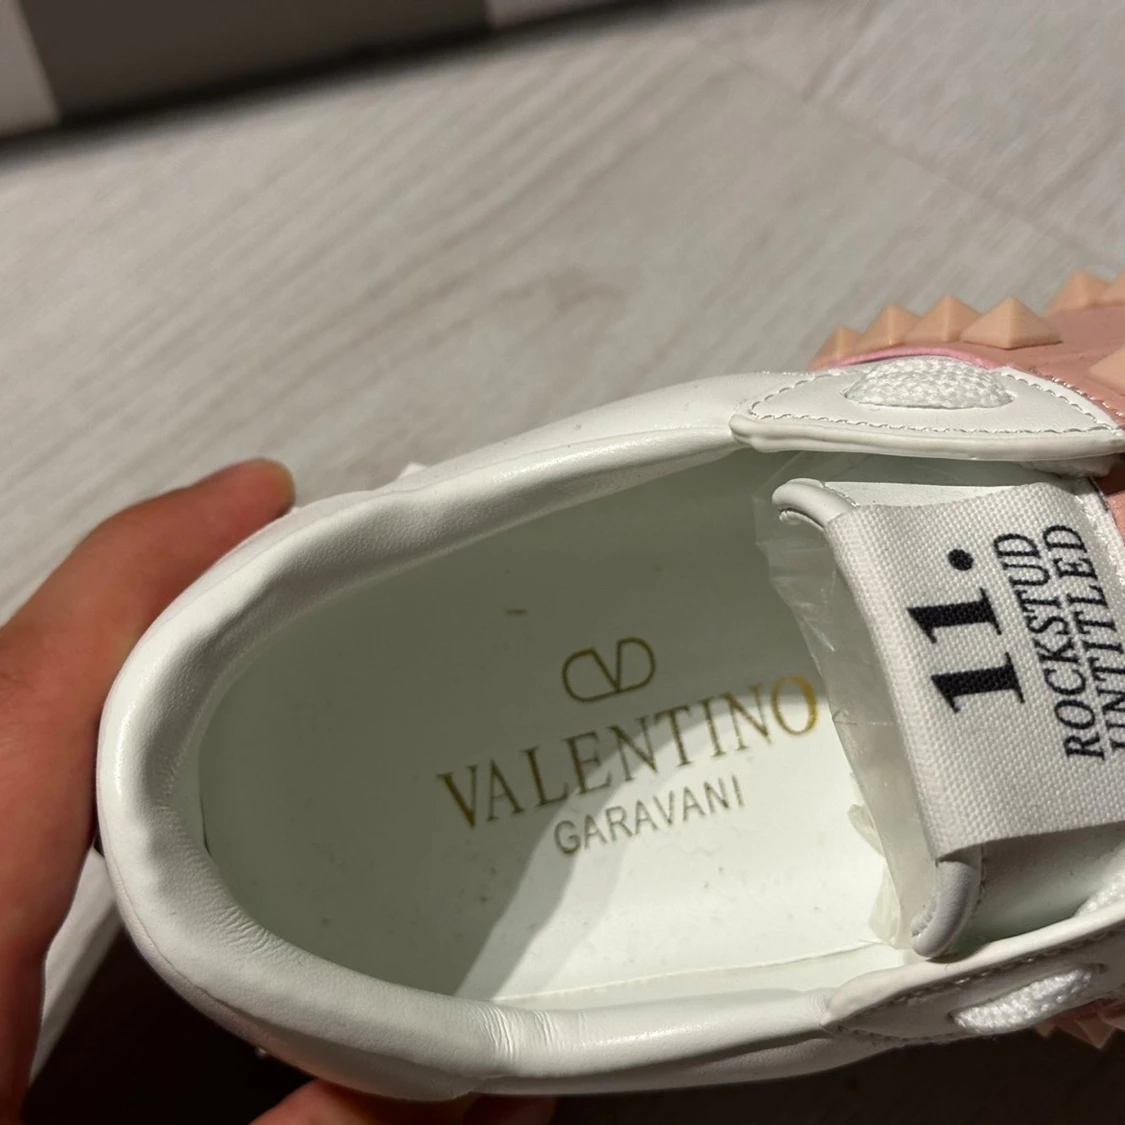 VALENTINO
GARAVANI
11.
ROCKSTUD
UNTITLED